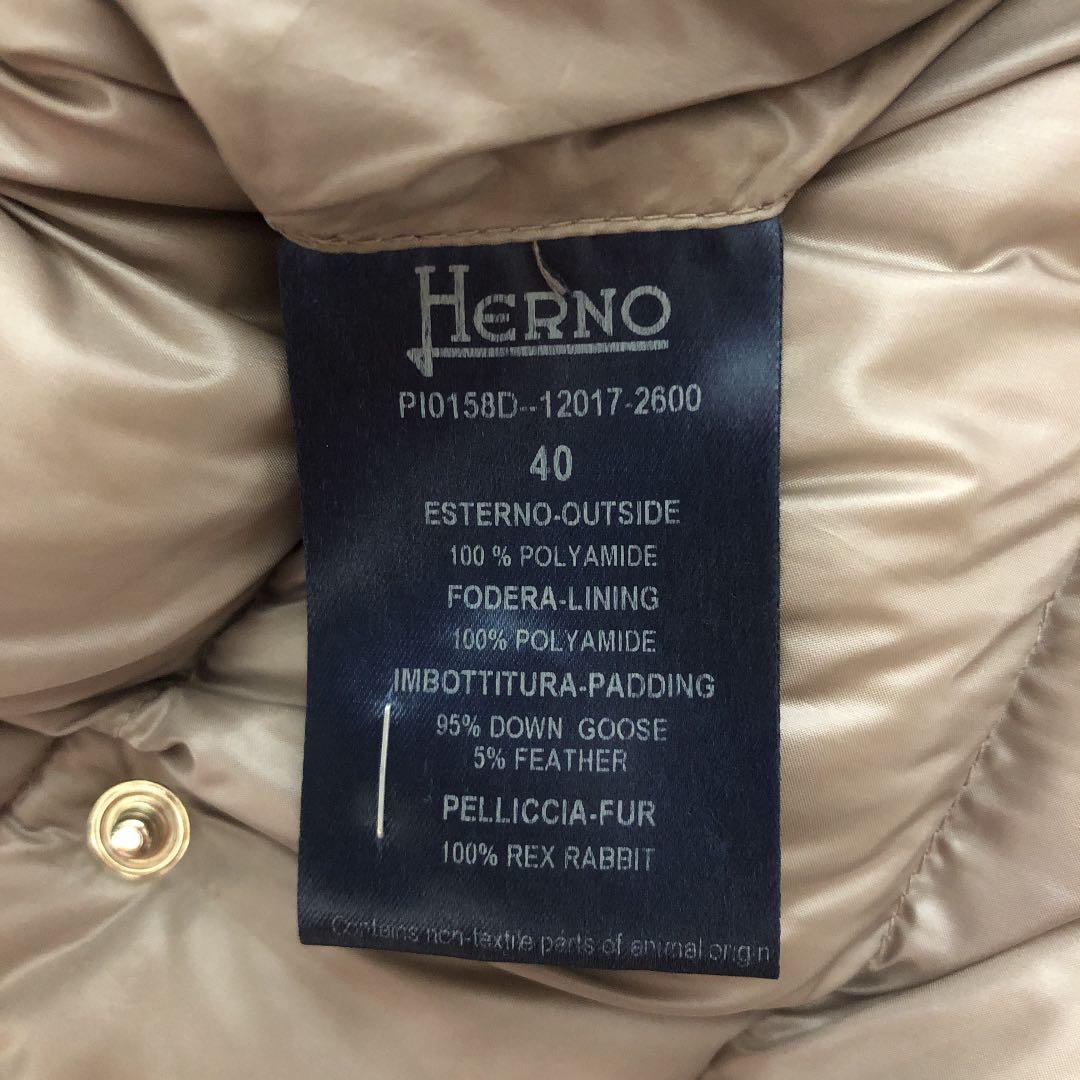 HERNO
PI0158D--12017-2600
40
ESTERNO-OUTSIDE
100 % POLYAMIDE
FODERA-LINING
100% POLYAMIDE
IMBOTTITURA-PADDING
95% DOWN GOOSE
5% FEATHER
PELLICCIA-FUR
100% REX RABBIT
Contains non-textile parts of animal origin